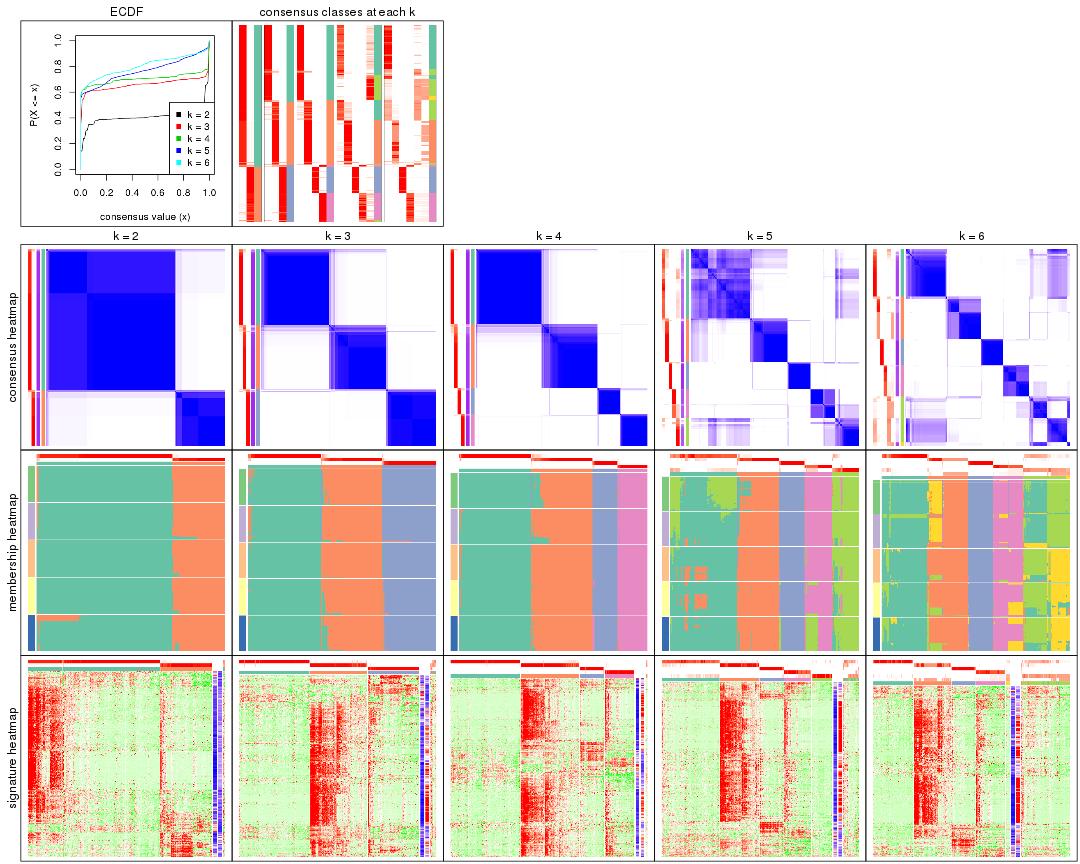 ECDF
consensus classes at each k
P(X <= x)
1.0
0.8
0.6
0.4
0.2
0.0
k = 2
k = 3
k = 4
k = 5
k = 6
0.0 0.2 0.4 0.6 0.8 1.0
consensus value (x)
k = 2
k = 3
k = 4
k = 5
k = 6
consensus heatmap
membership heatmap
signature heatmap